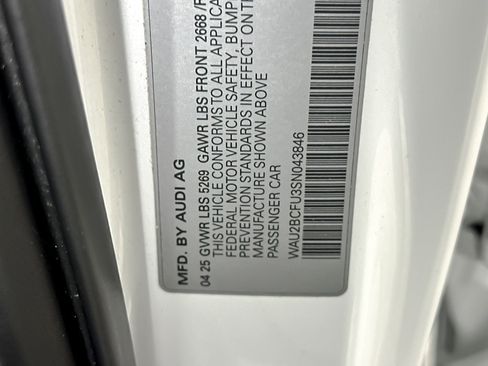 MFD. BY AUDI AG
04 25 GVWR LBS 5269 GAWR LBS FRONT 2668 /R
THIS VEHICLE CONFORMS TO ALL APPLICA
FEDERAL MOTOR VEHICLE SAFETY, BUMP
PREVENTION STANDARDS IN EFFECT ON TH
MANUFACTURE SHOWN ABOVE
PASSENGER CAR
WAU2BCFU3SN043846